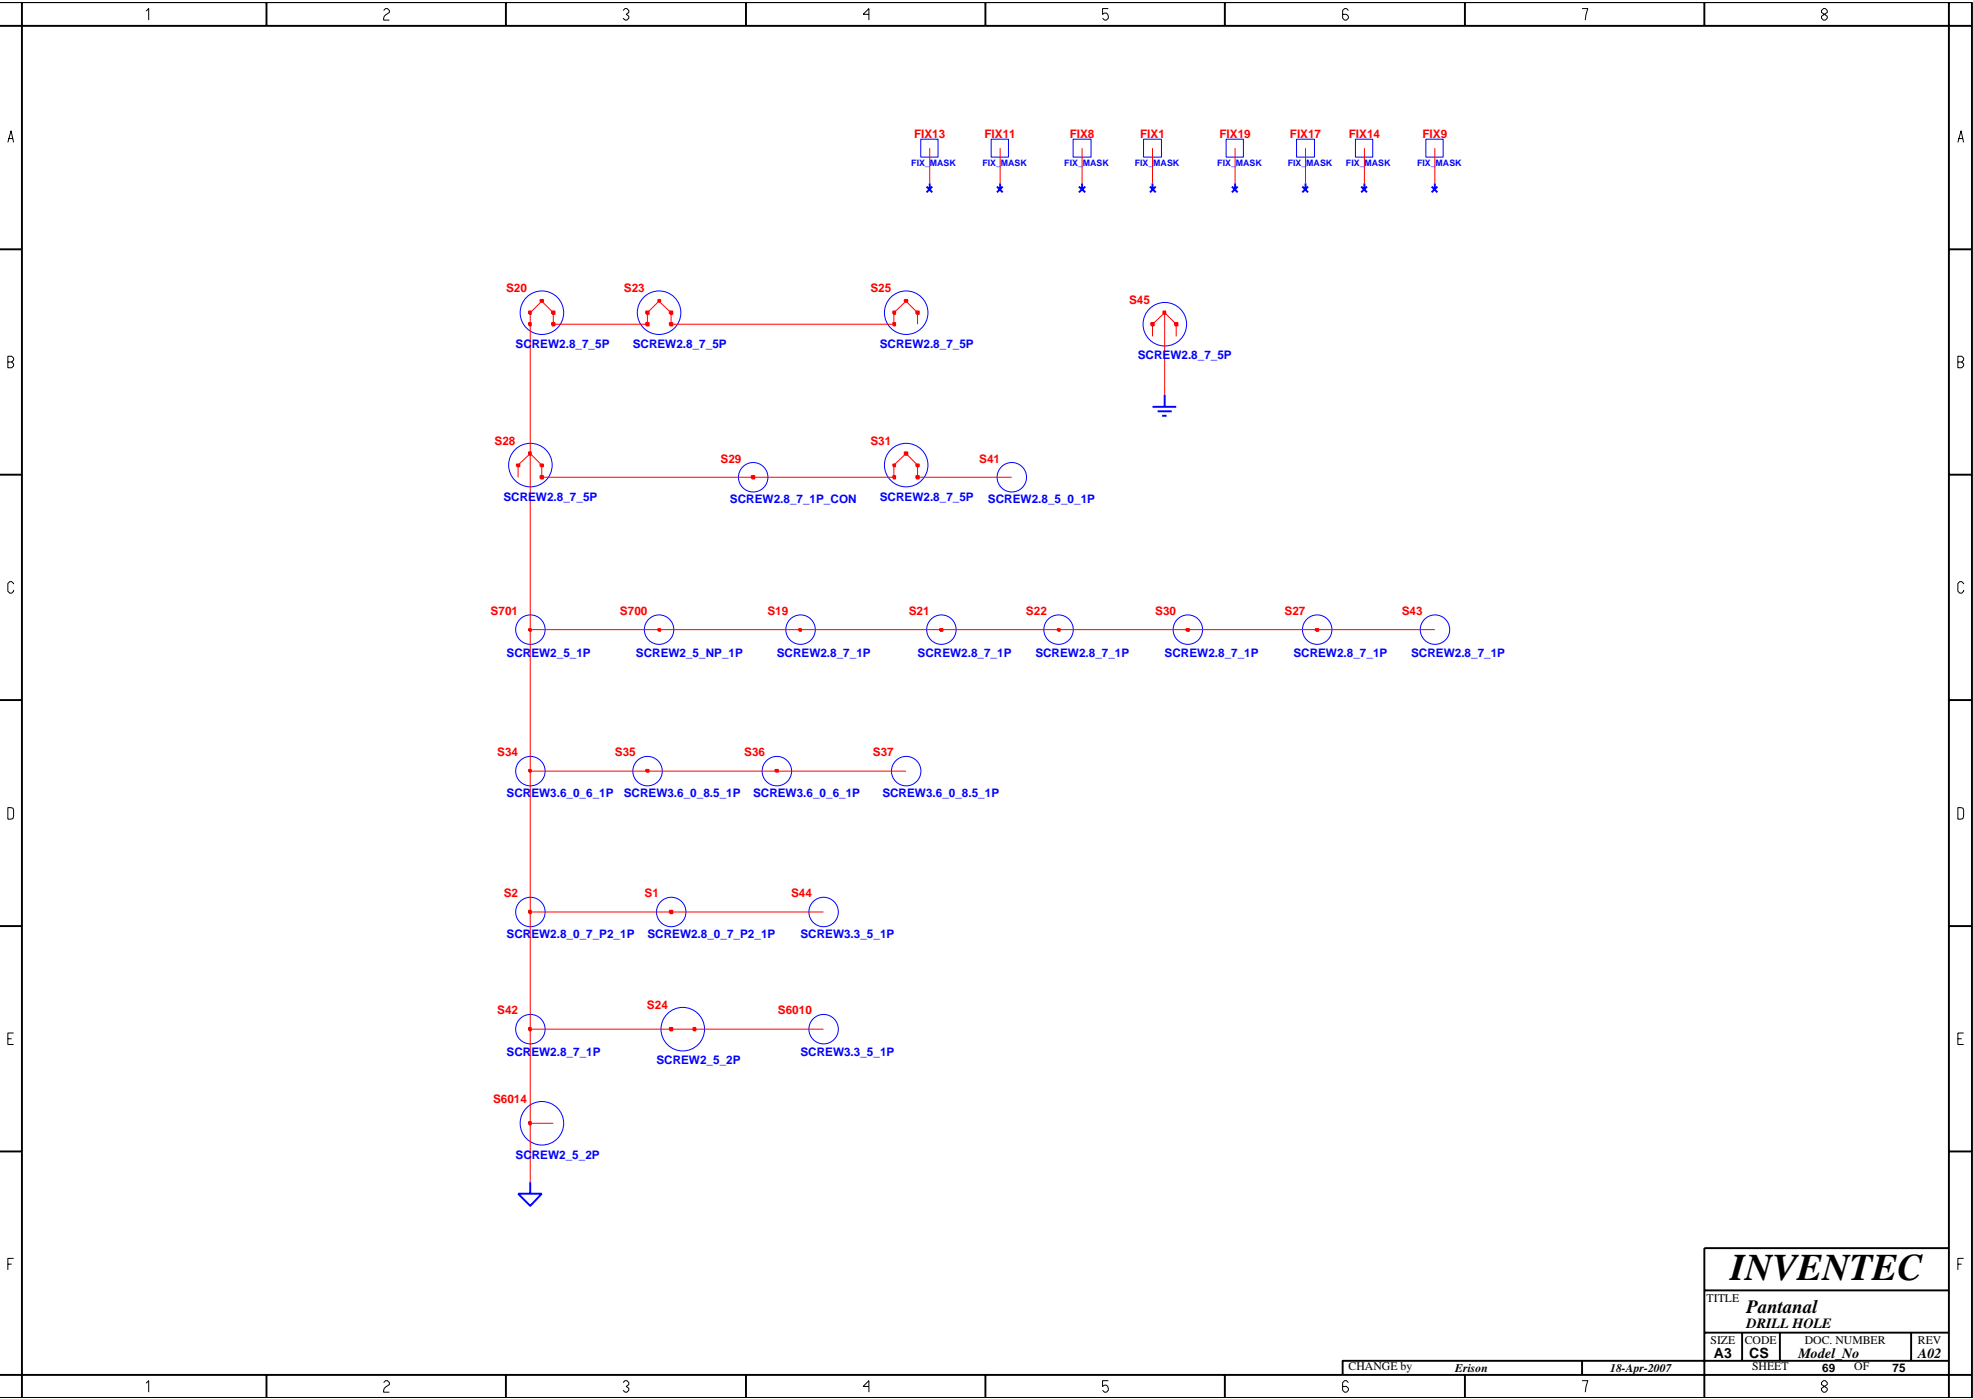 1 2 3 4 5 6 7 8
A A
FIX13 FIX11 FIX8 FIX1 FIX19 FIX17 FIX14 FIX9
FIX_MASK FIX_MASK FIX_MASK FIX_MASK FIX_MASK FIX_MASK FIX_MASK FIX_MASK
S20 S23 S25 S45
SCREW2.8_7_5P SCREW2.8_7_5P SCREW2.8_7_5P SCREW2.8_7_5P
B B
S28 S29 S31 S41
SCREW2.8_7_5P SCREW2.8_7_1P_CON SCREW2.8_7_5P SCREW2.8_5_0_1P
C C
S701 S700 S19 S21 S22 S30 S27 S43
SCREW2_5_1P SCREW2_5_NP_1P SCREW2.8_7_1P SCREW2.8_7_1P SCREW2.8_7_1P SCREW2.8_7_1P SCREW2.8_7_1P SCREW2.8_7_1P
S34 S35 S36 S37
SCREW3.6_0_6_1P SCREW3.6_0_8.5_1P SCREW3.6_0_6_1P SCREW3.6_0_8.5_1P
D D
S2 S1 S44
SCREW2.8_0_7_P2_1P SCREW2.8_0_7_P2_1P SCREW3.3_5_1P
S42 S24 S6010
E E
SCREW2.8_7_1P SCREW2_5_2P SCREW3.3_5_1P
S6014
SCREW2_5_2P
F F
INVENTEC
TITLE Pantanal
DRILL HOLE
SIZE CODE DOC. NUMBER REV
A3 CS Model_No A02
CHANGE by Erison 18-Apr-2007 SHEET 69 OF 75
1 2 3 4 5 6 7 8